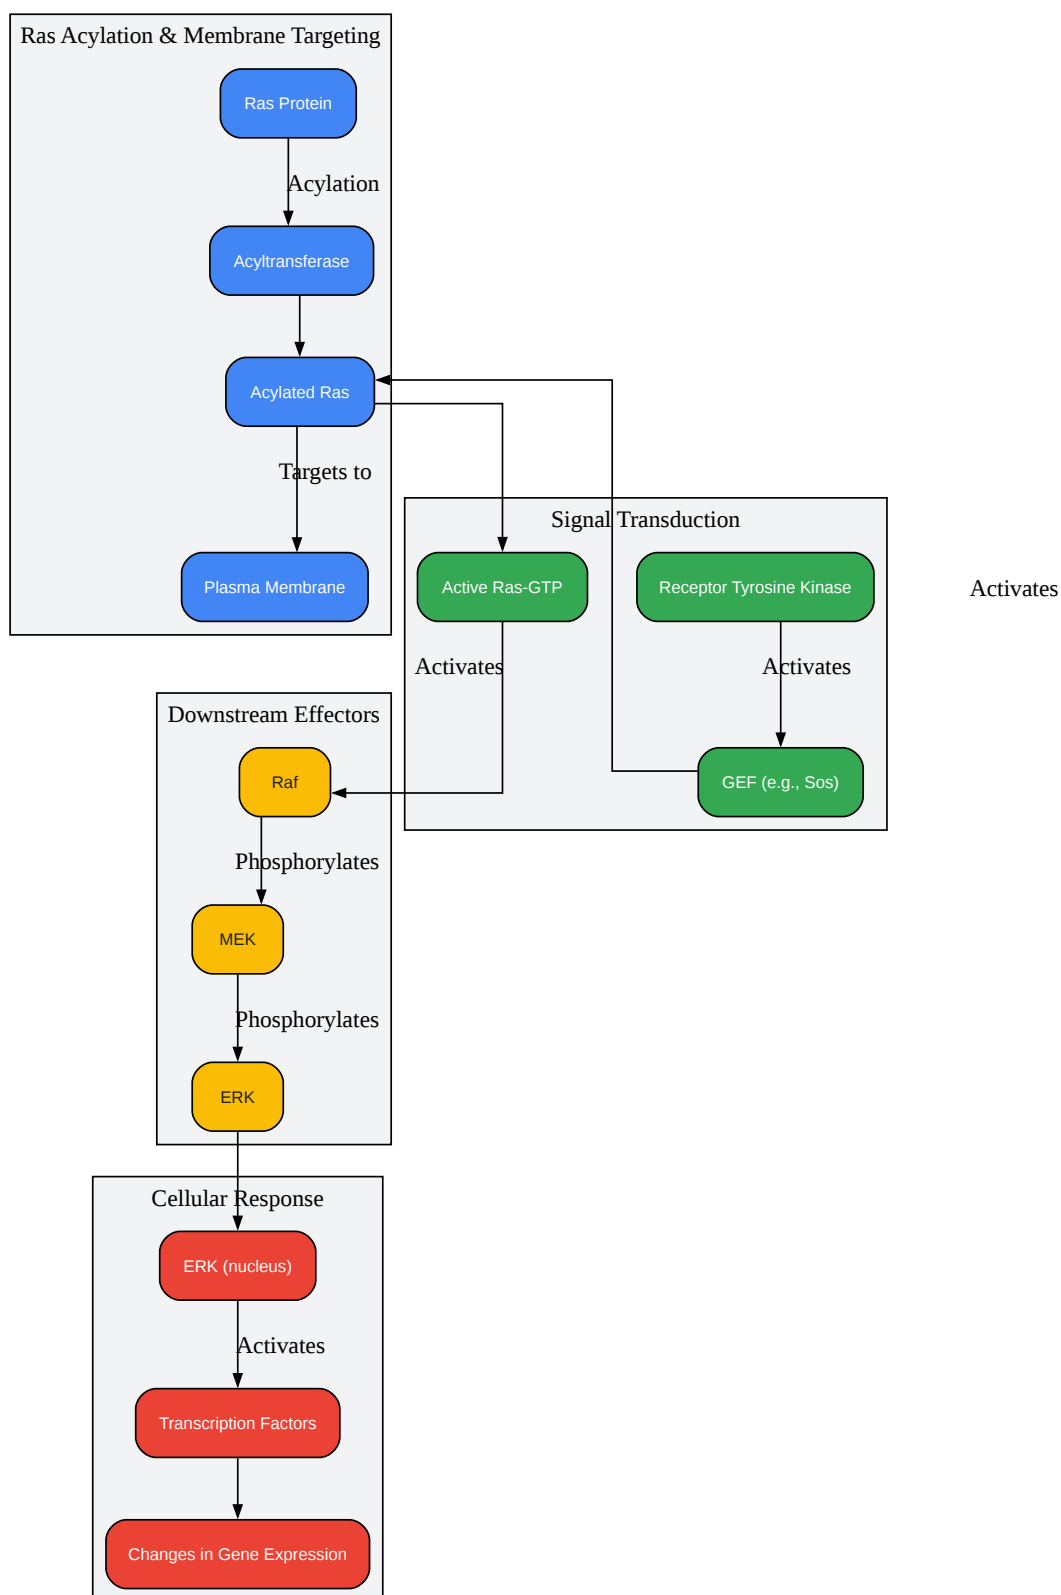 Ras Acylation & Membrane Targeting
Ras Protein
Acylation
Acyltransferase
Acylated Ras
Targets to
Plasma Membrane
Signal Transduction
Active Ras-GTP
Receptor Tyrosine Kinase
Activates
Activates
Activates
GEF (e.g., Sos)
Downstream Effectors
Raf
Phosphorylates
MEK
Phosphorylates
ERK
Cellular Response
ERK (nucleus)
Activates
Transcription Factors
Changes in Gene Expression